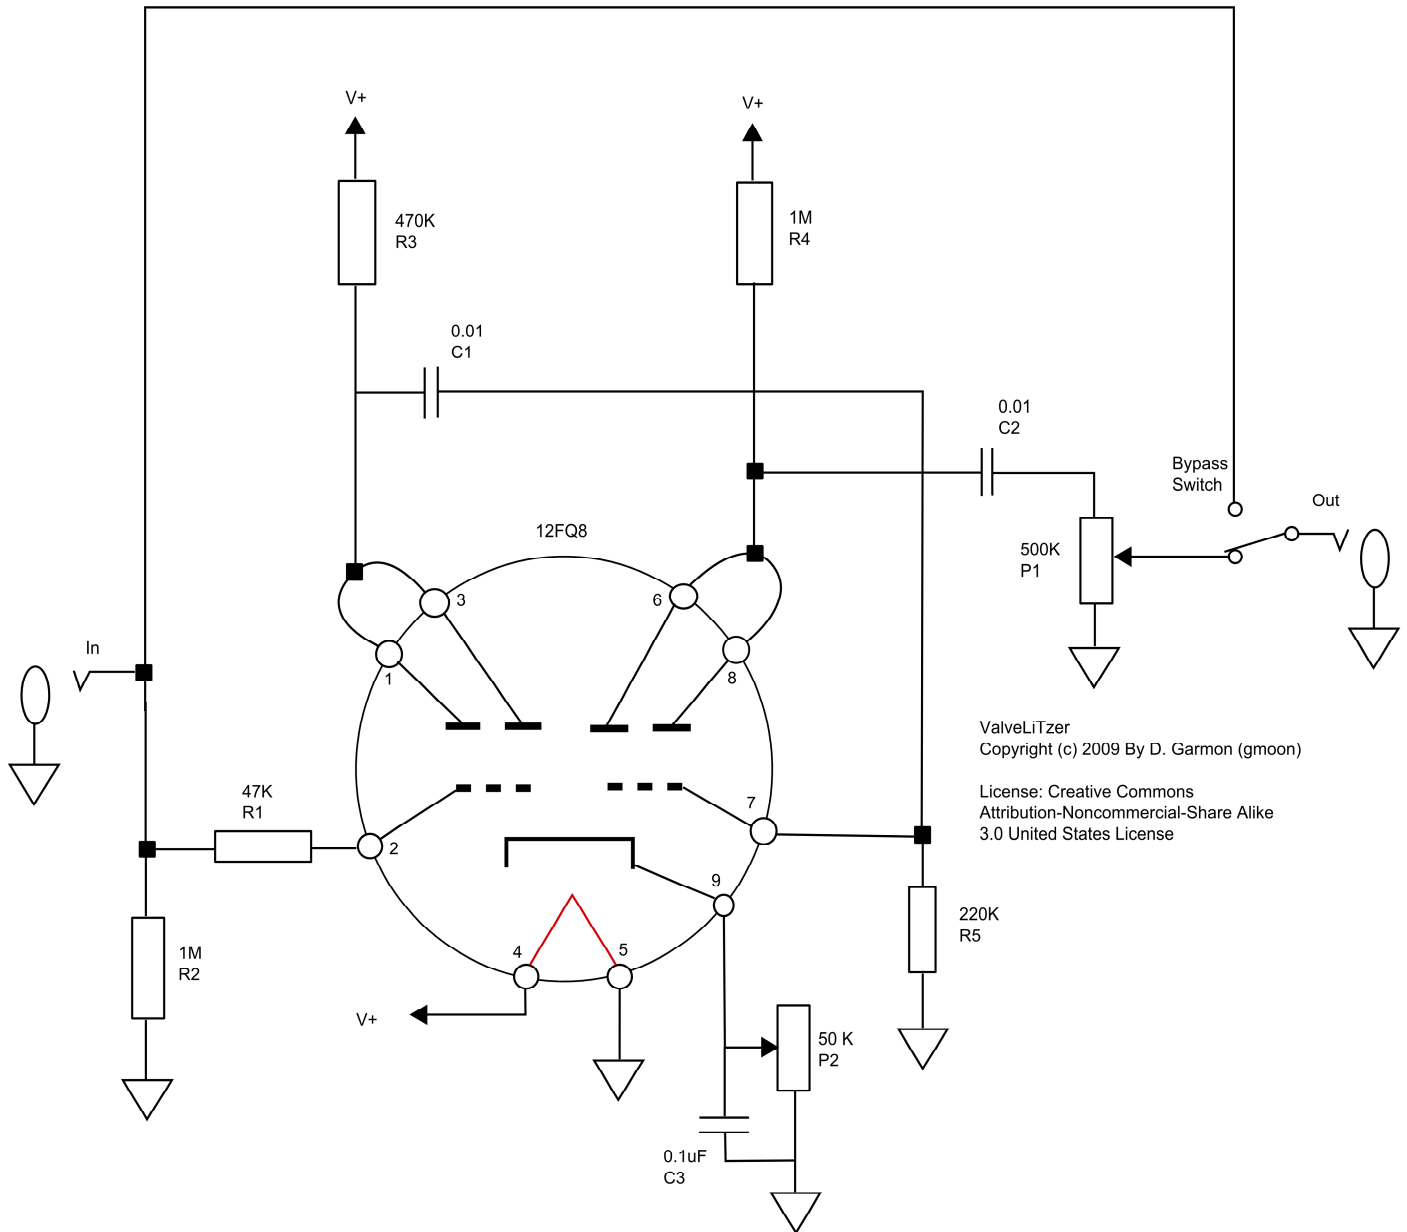 V+
V+
470K
R3
1M
R4
0.01
C1
0.01
C2
Bypass
Switch
Out
12FQ8
500K
P1
3
6
In
1
8
ValveLiTzer
Copyright (c) 2009 By D. Garmon (gmoon)
License: Creative Commons
Attribution-Noncommercial-Share Alike
3.0 United States License
47K
R1
7
2
9
220K
R5
1M
R2
4
5
V+
50 K
P2
0.1uF
C3